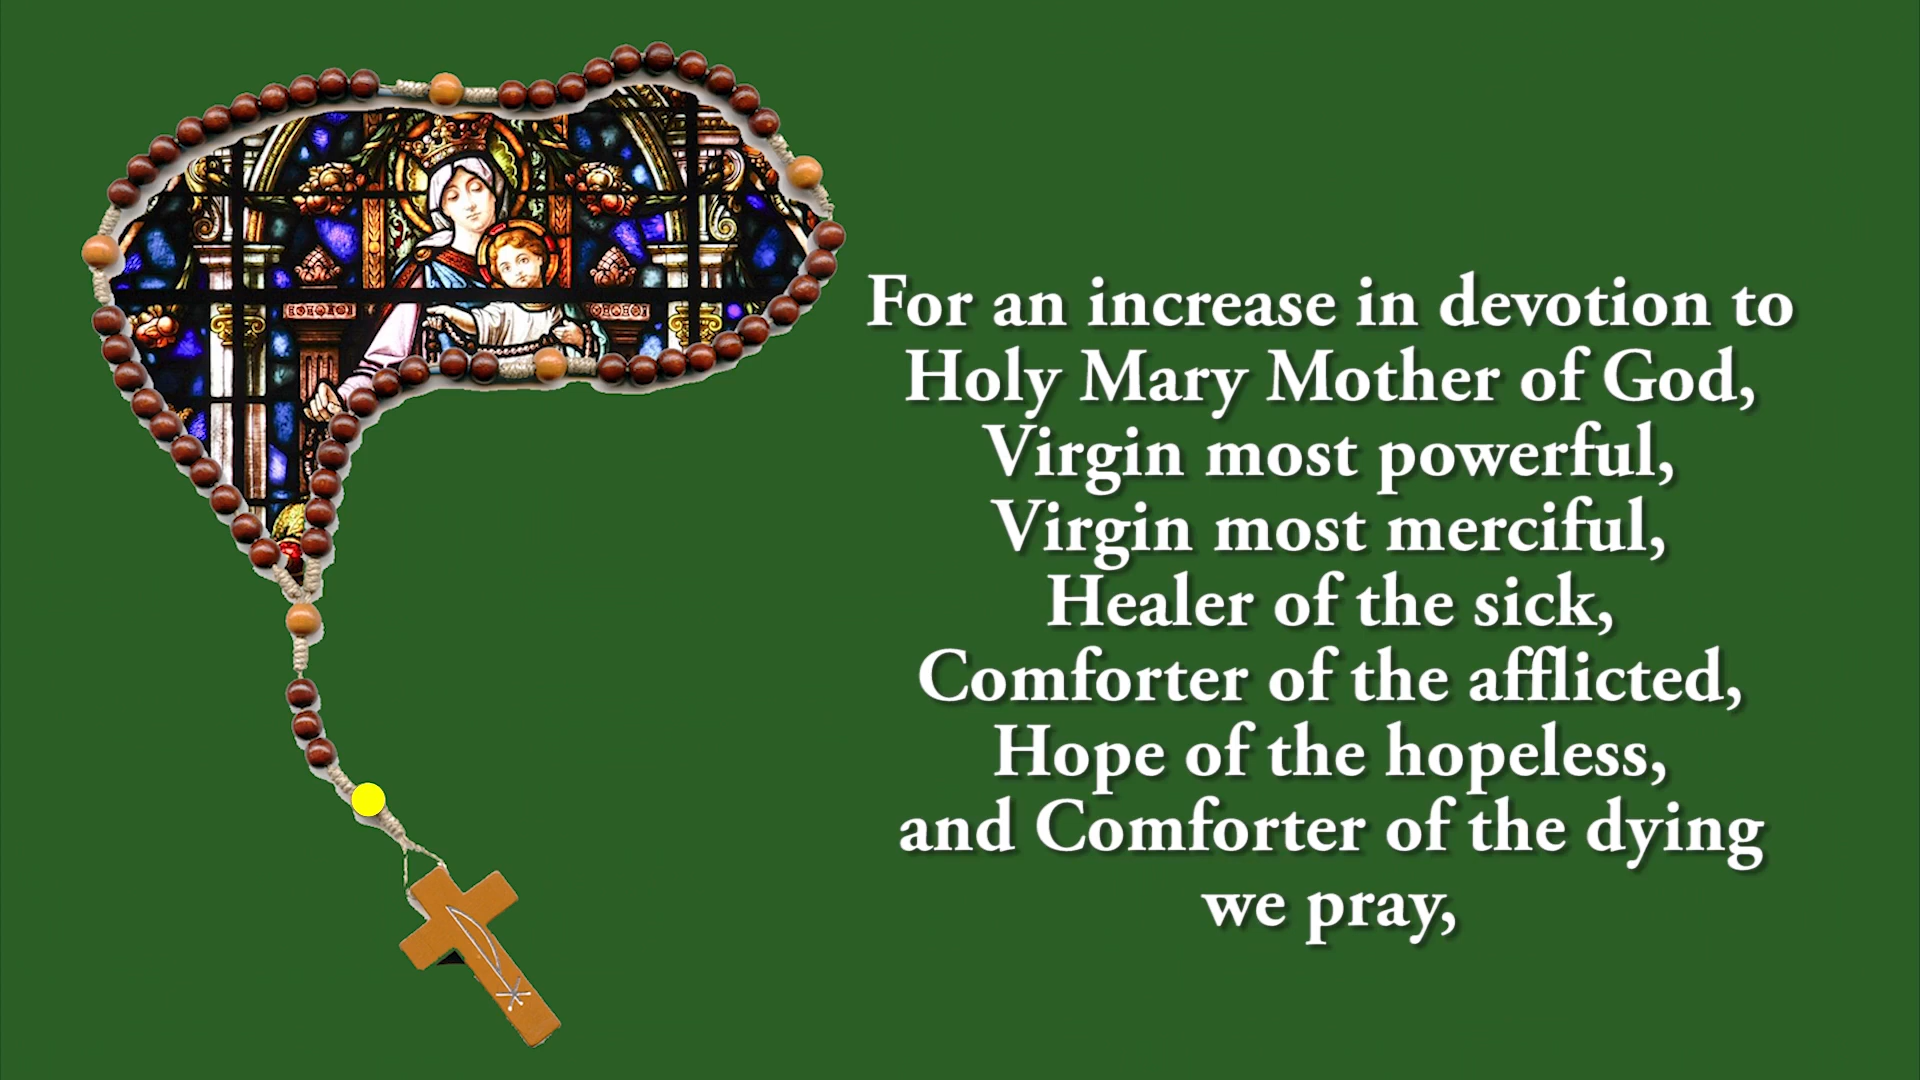 For an increase in devotion to
Holy Mary Mother of God,
Virgin most powerful,
Virgin most merciful,
Healer of the sick,
Comforter of the afflicted,
Hope of the hopeless,
and Comforter of the dying
we pray,